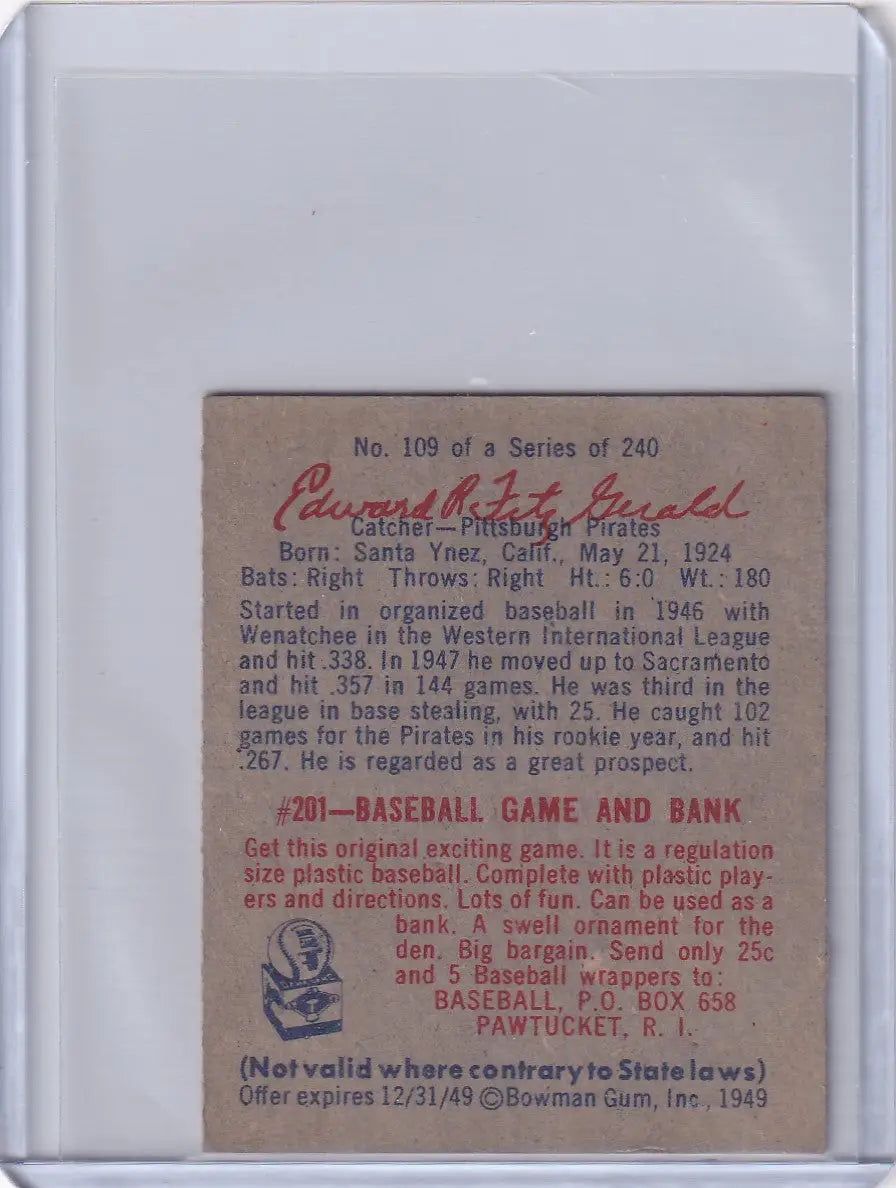 No. 109 of a Series of 240
Edward R. Fitz Gerald
Catcher—Pittsburgh Pirates
Born: Santa Ynez, Calif., May 21, 1924
Bats: Right Throws: Right Ht.: 6:0 Wt.: 180
Started in organized baseball in 1946 with
Wenatchee in the Western International League
and hit .338. In 1947 he moved up to Sacramento
and hit .357 in 144 games. He was third in the
league in base stealing, with 25. He caught 102
games for the Pirates in his rookie year, and hit
.267. He is regarded as a great prospect.
#201—BASEBALL GAME AND BANK
Get this original exciting game. It is a regulation
size plastic baseball. Complete with plastic play-
ers and directions. Lots of fun. Can be used as a
bank. A swell ornament for the
den. Big bargain. Send only 25c
and 5 Baseball wrappers to:
BASEBALL, P.O. BOX 658
PAWTUCKET, R. I.
(Not valid where contrary to State laws)
Offer expires 12/31/49 ©Bowman Gum, Inc., 1949